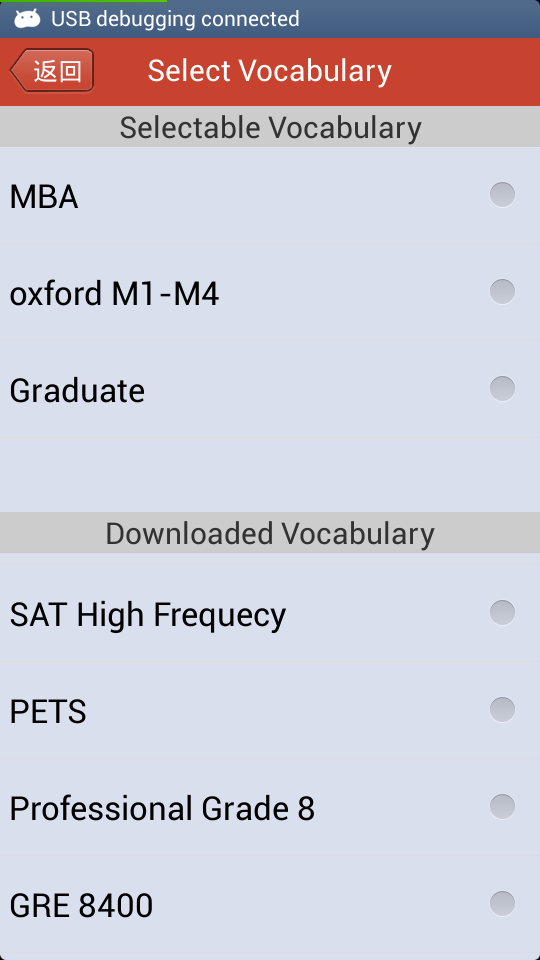 USB debugging connected
返回
Select Vocabulary
Selectable Vocabulary
MBA
oxford M1-M4
Graduate
Downloaded Vocabulary
SAT High Frequecy
PETS
Professional Grade 8
GRE 8400